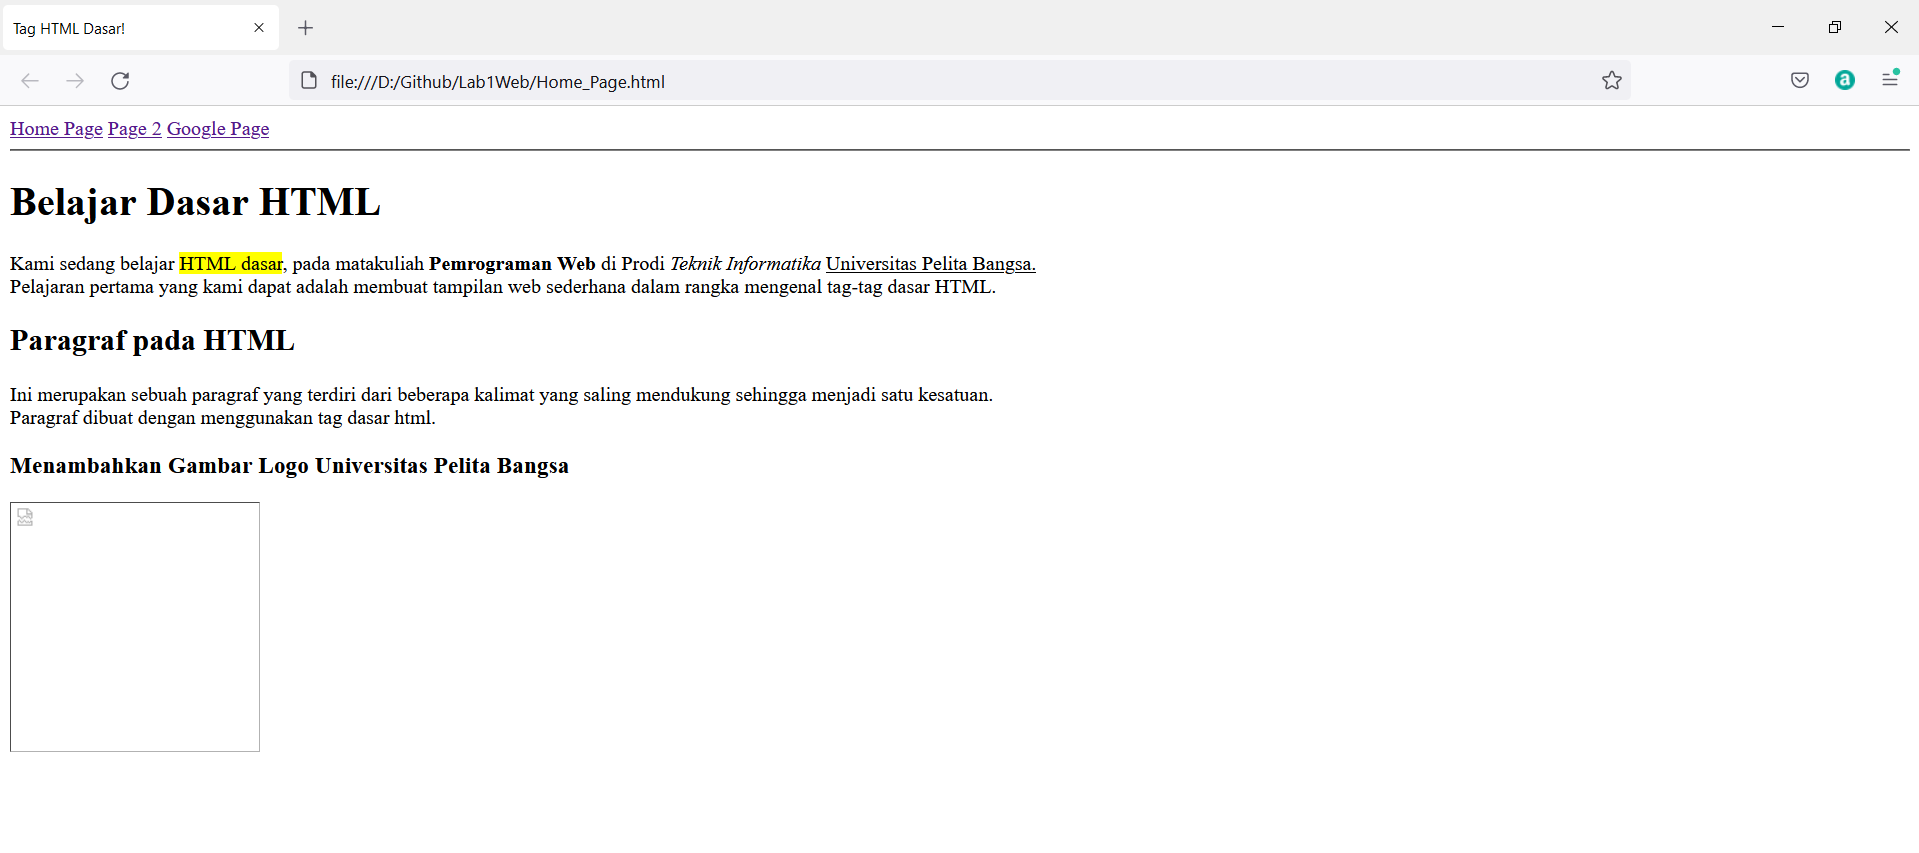 Tag HTML Dasar!
file:///D:/Github/Lab1Web/Home_Page.html
a
Home Page Page 2 Google Page
Belajar Dasar HTML
Kami sedang belajar HTML dasar, pada matakuliah Pemrograman Web di Prodi Teknik Informatika Universitas Pelita Bangsa.
Pelajaran pertama yang kami dapat adalah membuat tampilan web sederhana dalam rangka mengenal tag-tag dasar HTML.
Paragraf pada HTML
Ini merupakan sebuah paragraf yang terdiri dari beberapa kalimat yang saling mendukung sehingga menjadi satu kesatuan.
Paragraf dibuat dengan menggunakan tag dasar html.
Menambahkan Gambar Logo Universitas Pelita Bangsa